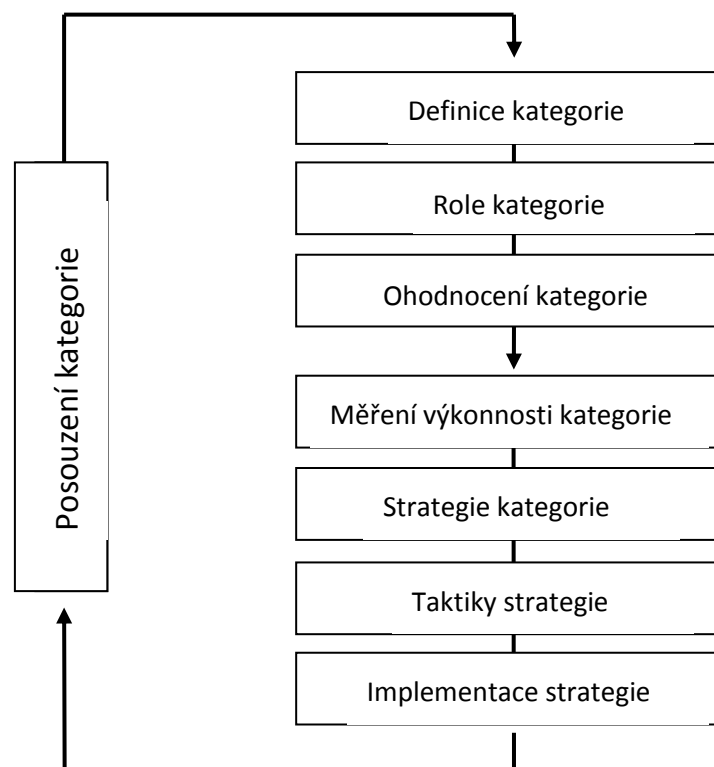 Definice kategorie
Role kategorie
Ohodnocení kategorie
Měření výkonnosti kategorie
Strategie kategorie
Taktiky strategie
Implementace strategie
Posouzení kategorie